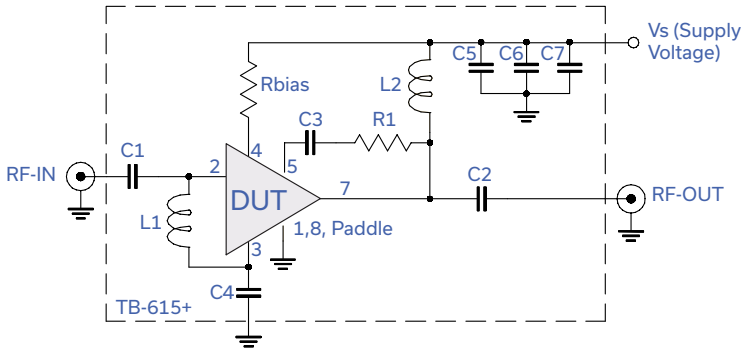 Vs (Supply
Voltage)
C5
C6
C7
Rbias
L2
C3
R1
C1
4
5
RF-IN
2
C2
DUT
7
RF-OUT
L1
1,8, Paddle
3
C4
TB-615+